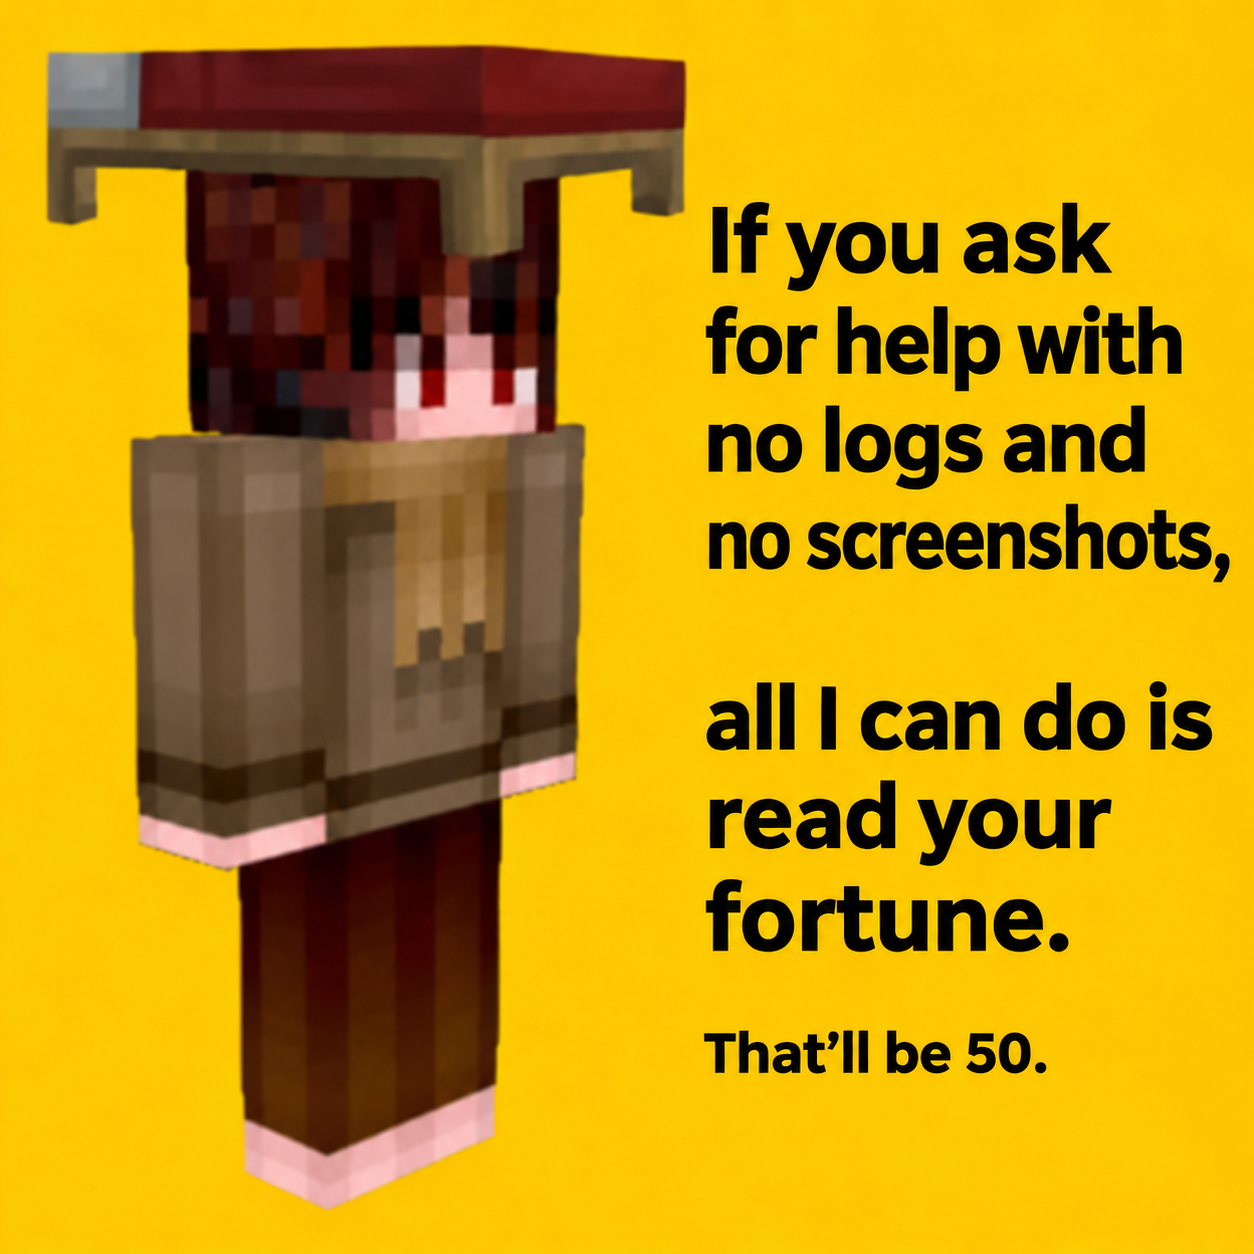 If you ask
for help with
no logs and
no screenshots,
all I can do is
read your
fortune.
That’ll be 50.